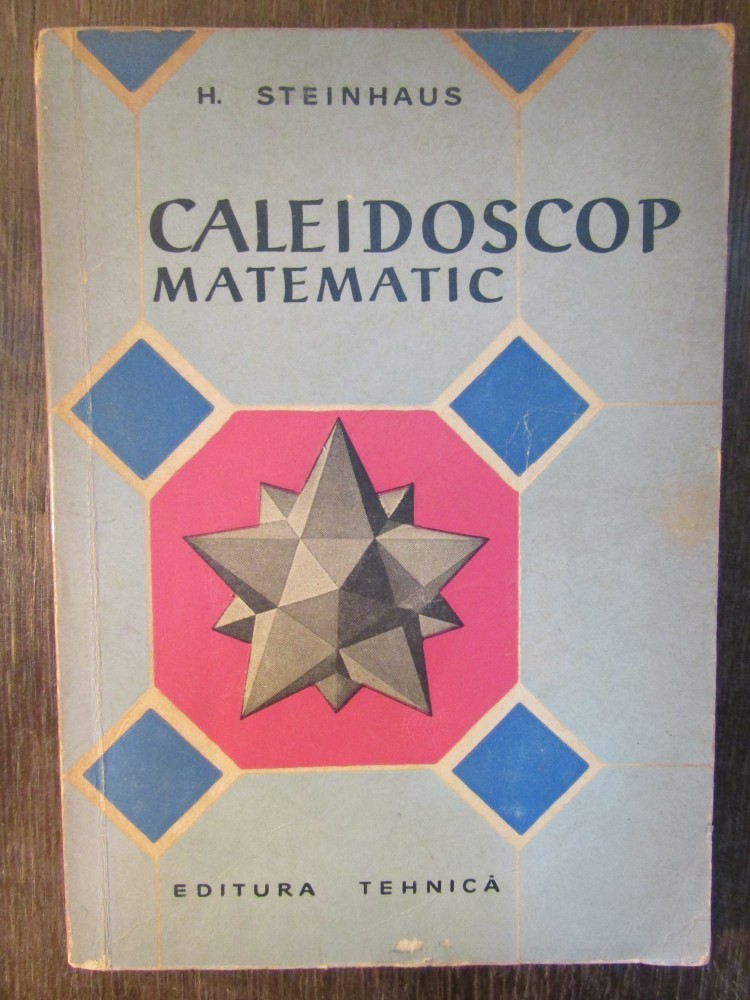 H. STEINHAUS
CALEIDOSCOP
MATEMATIC
EDITURA TEHNICĂ